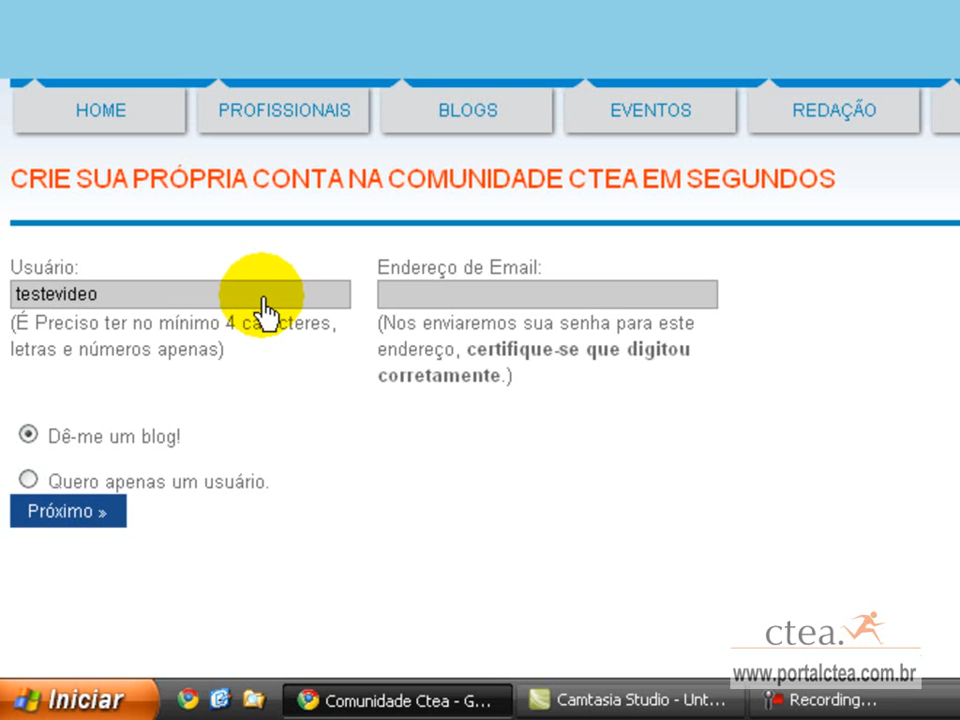 HOME
PROFISSIONAIS
BLOGS
EVENTOS
REDAÇÃO
CRIE SUA PRÓPRIA CONTA NA COMUNIDADE CTEA EM SEGUNDOS
Usuário:
testevideo
(É Preciso ter no mínimo 4 carácteres,
letras e números apenas)
Endereço de Email:
(Nos enviaremos sua senha para este
endereço, certifique-se que digitou
corretamente.)
Dê-me um blog!
Quero apenas um usuário.
Próximo »
ctea.
www.portalctea.com.br
Iniciar
Comunidade Ctea - G...
Camtasia Studio - Unt...
Recording...